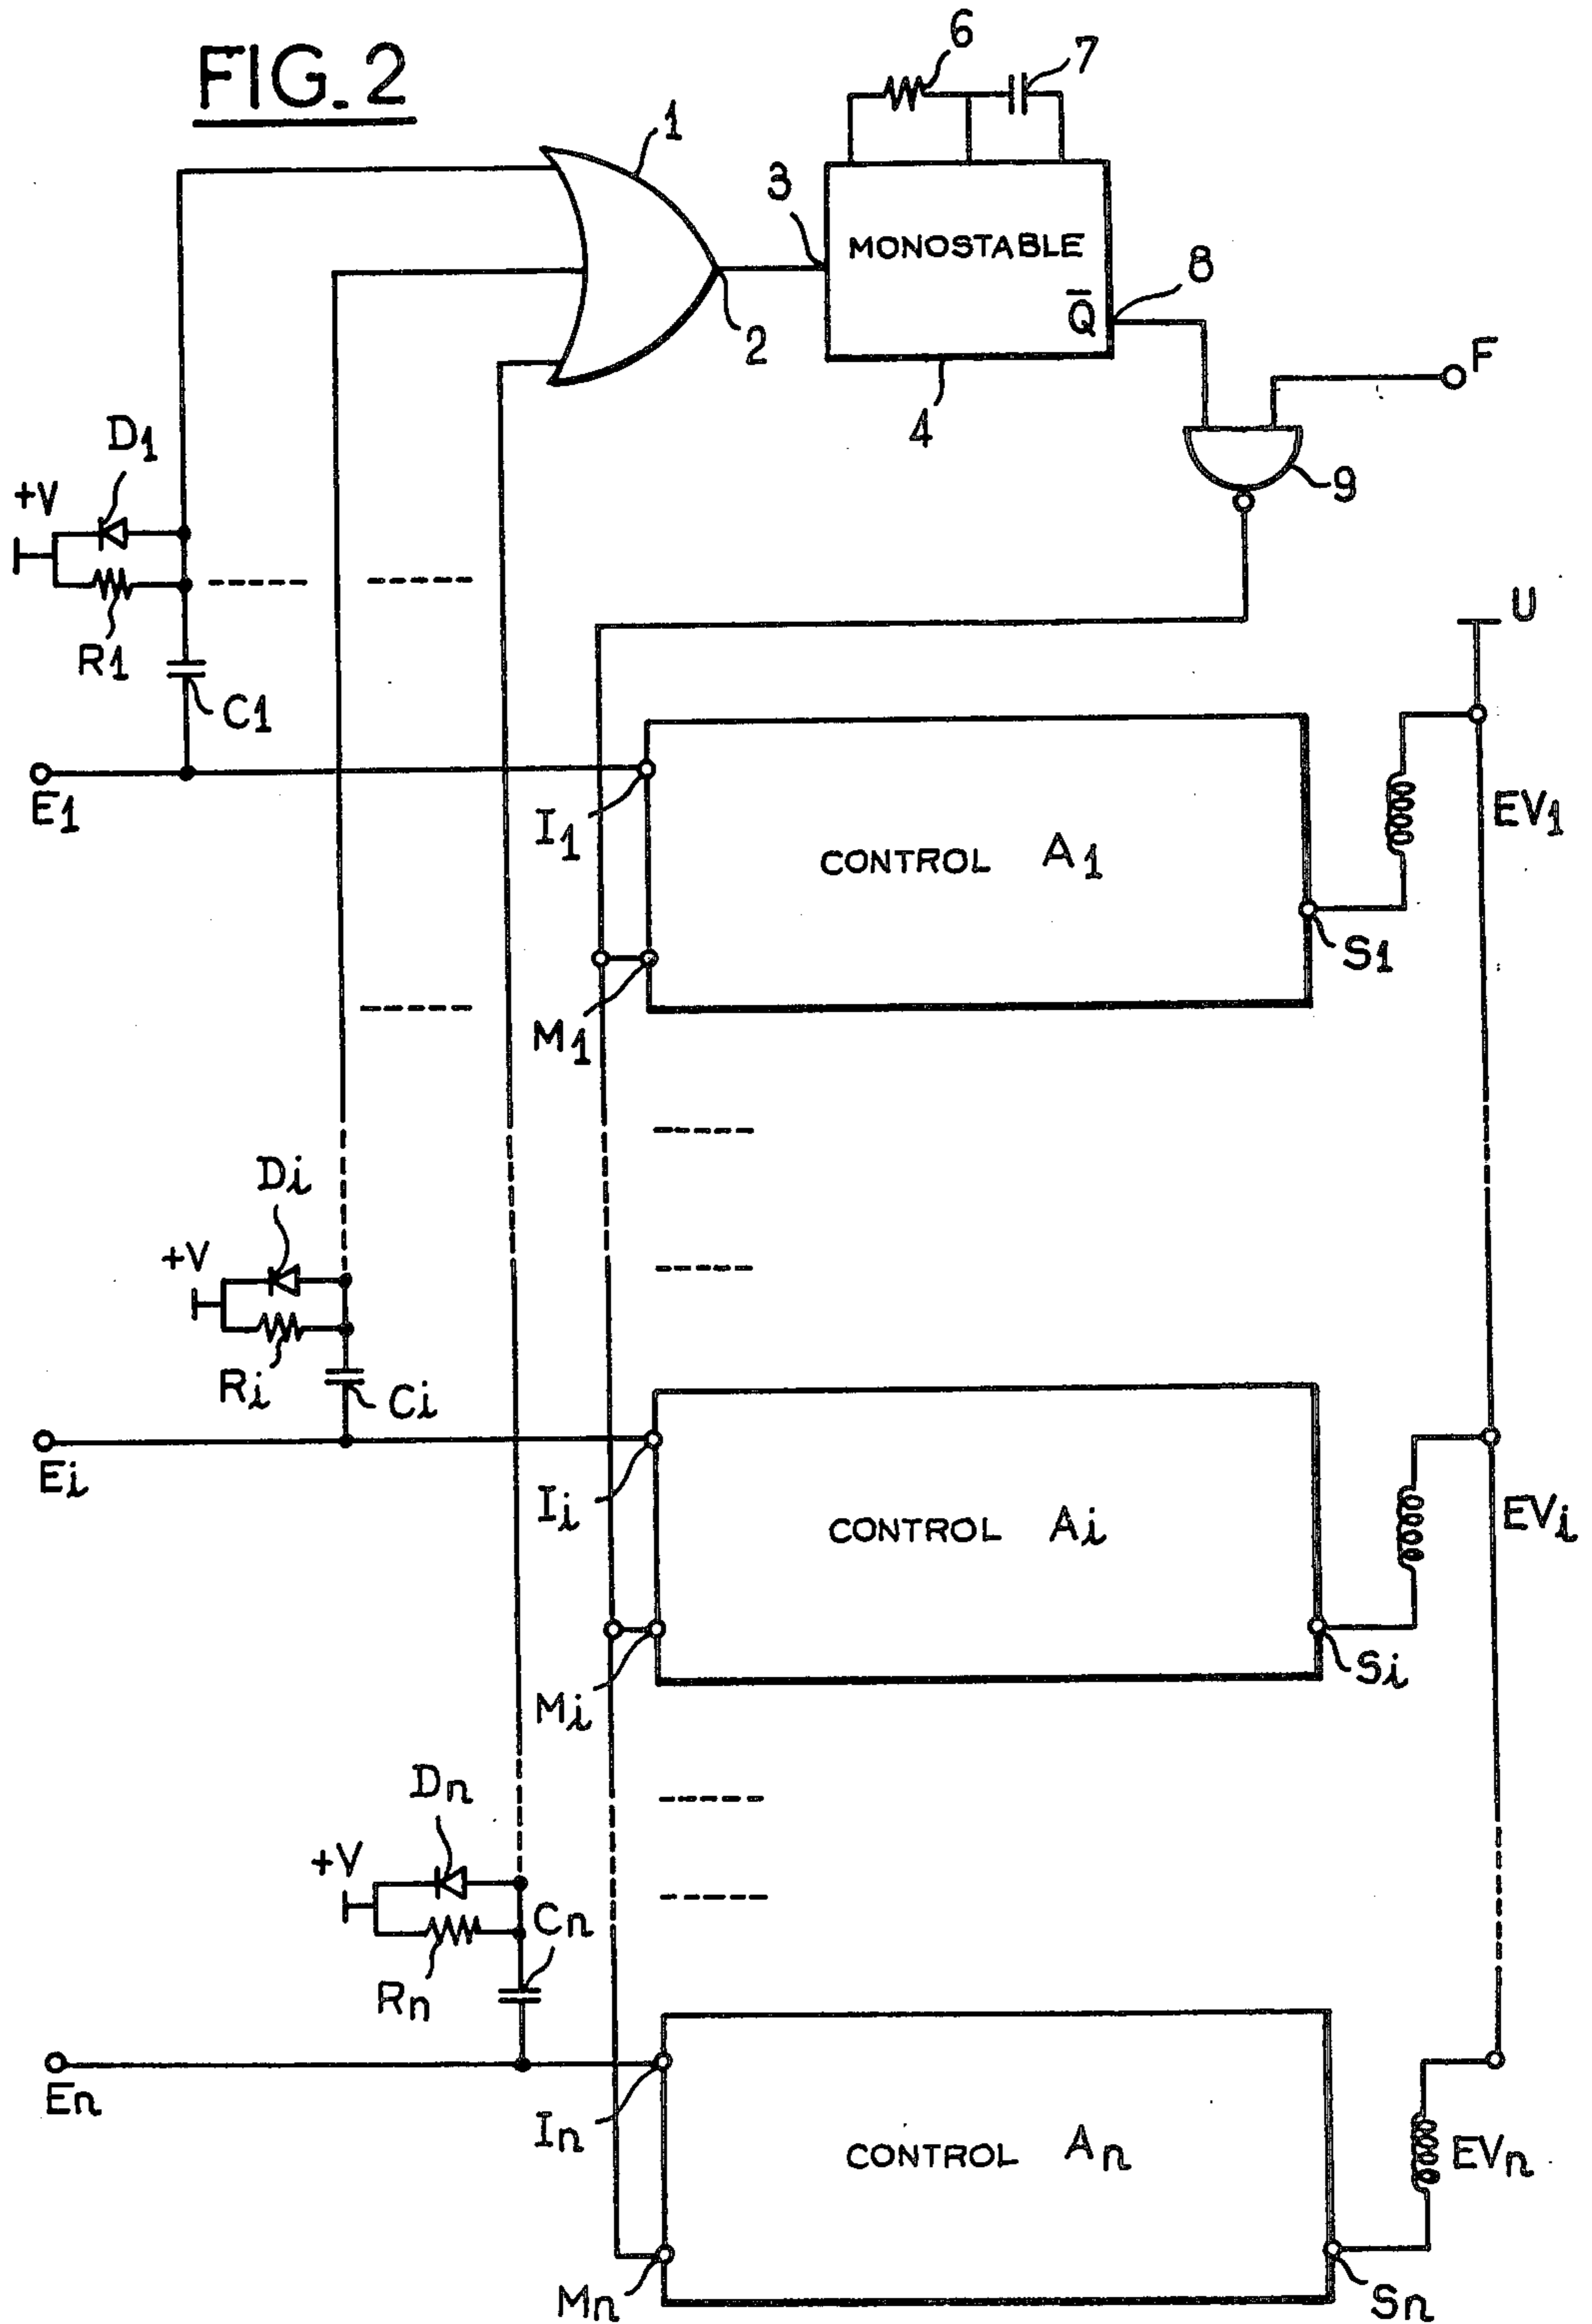 FIG. 2
6
7
1
3
MONOSTABLE
8
Q̅
2
F
4
D1
9
+V
U
R1
C1
E1
I1
CONTROL A1
EV1
S1
M1
Di
+V
Ri
Ci
Ei
Ii
CONTROL Ai
EVi
Si
Mi
Dn
+V
Cn
Rn
En
In
CONTROL An
EVn
Mn
Sn